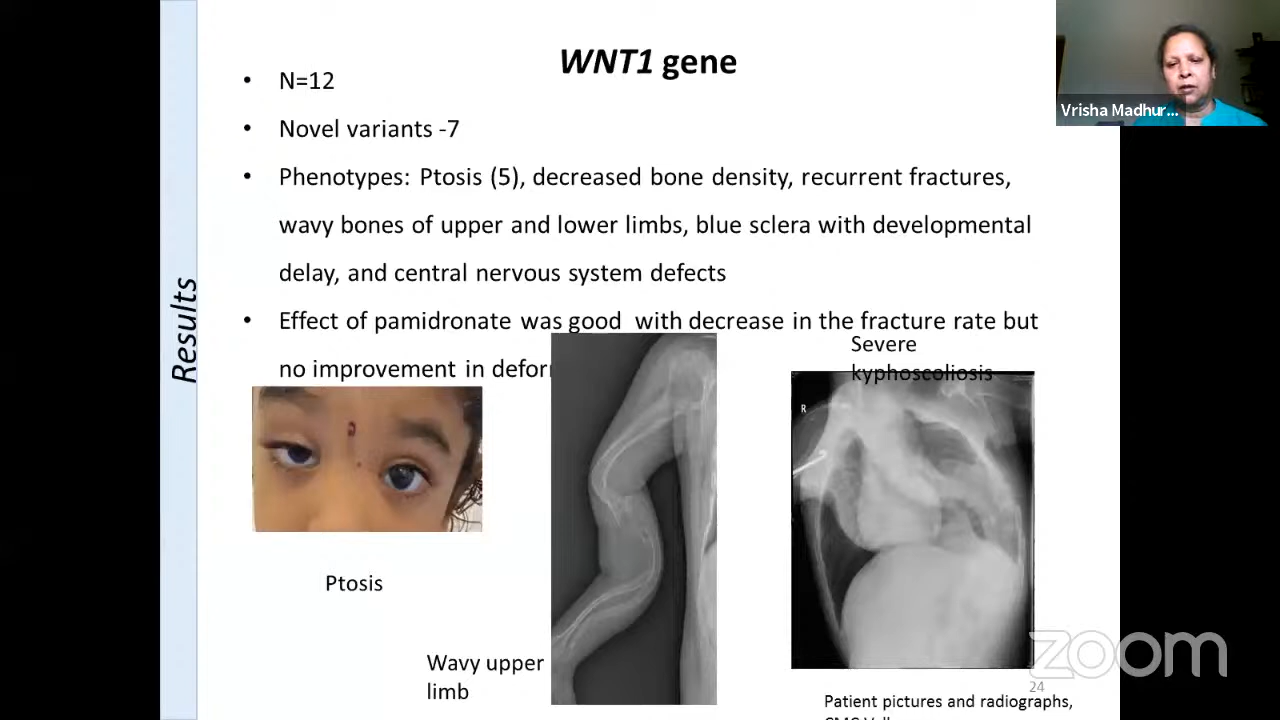 WNT1 gene
• N=12
• Novel variants -7
• Phenotypes: Ptosis (5), decreased bone density, recurrent fractures,
wavy bones of upper and lower limbs, blue sclera with developmental
delay, and central nervous system defects
• Effect of pamidronate was good with decrease in the fracture rate but
no improvement in defor
Results
Severe
kyphoscoliosis
R
Ptosis
Wavy upper
limb
Patient pictures and radiographs,
24
zoom
Vrisha Madhur...